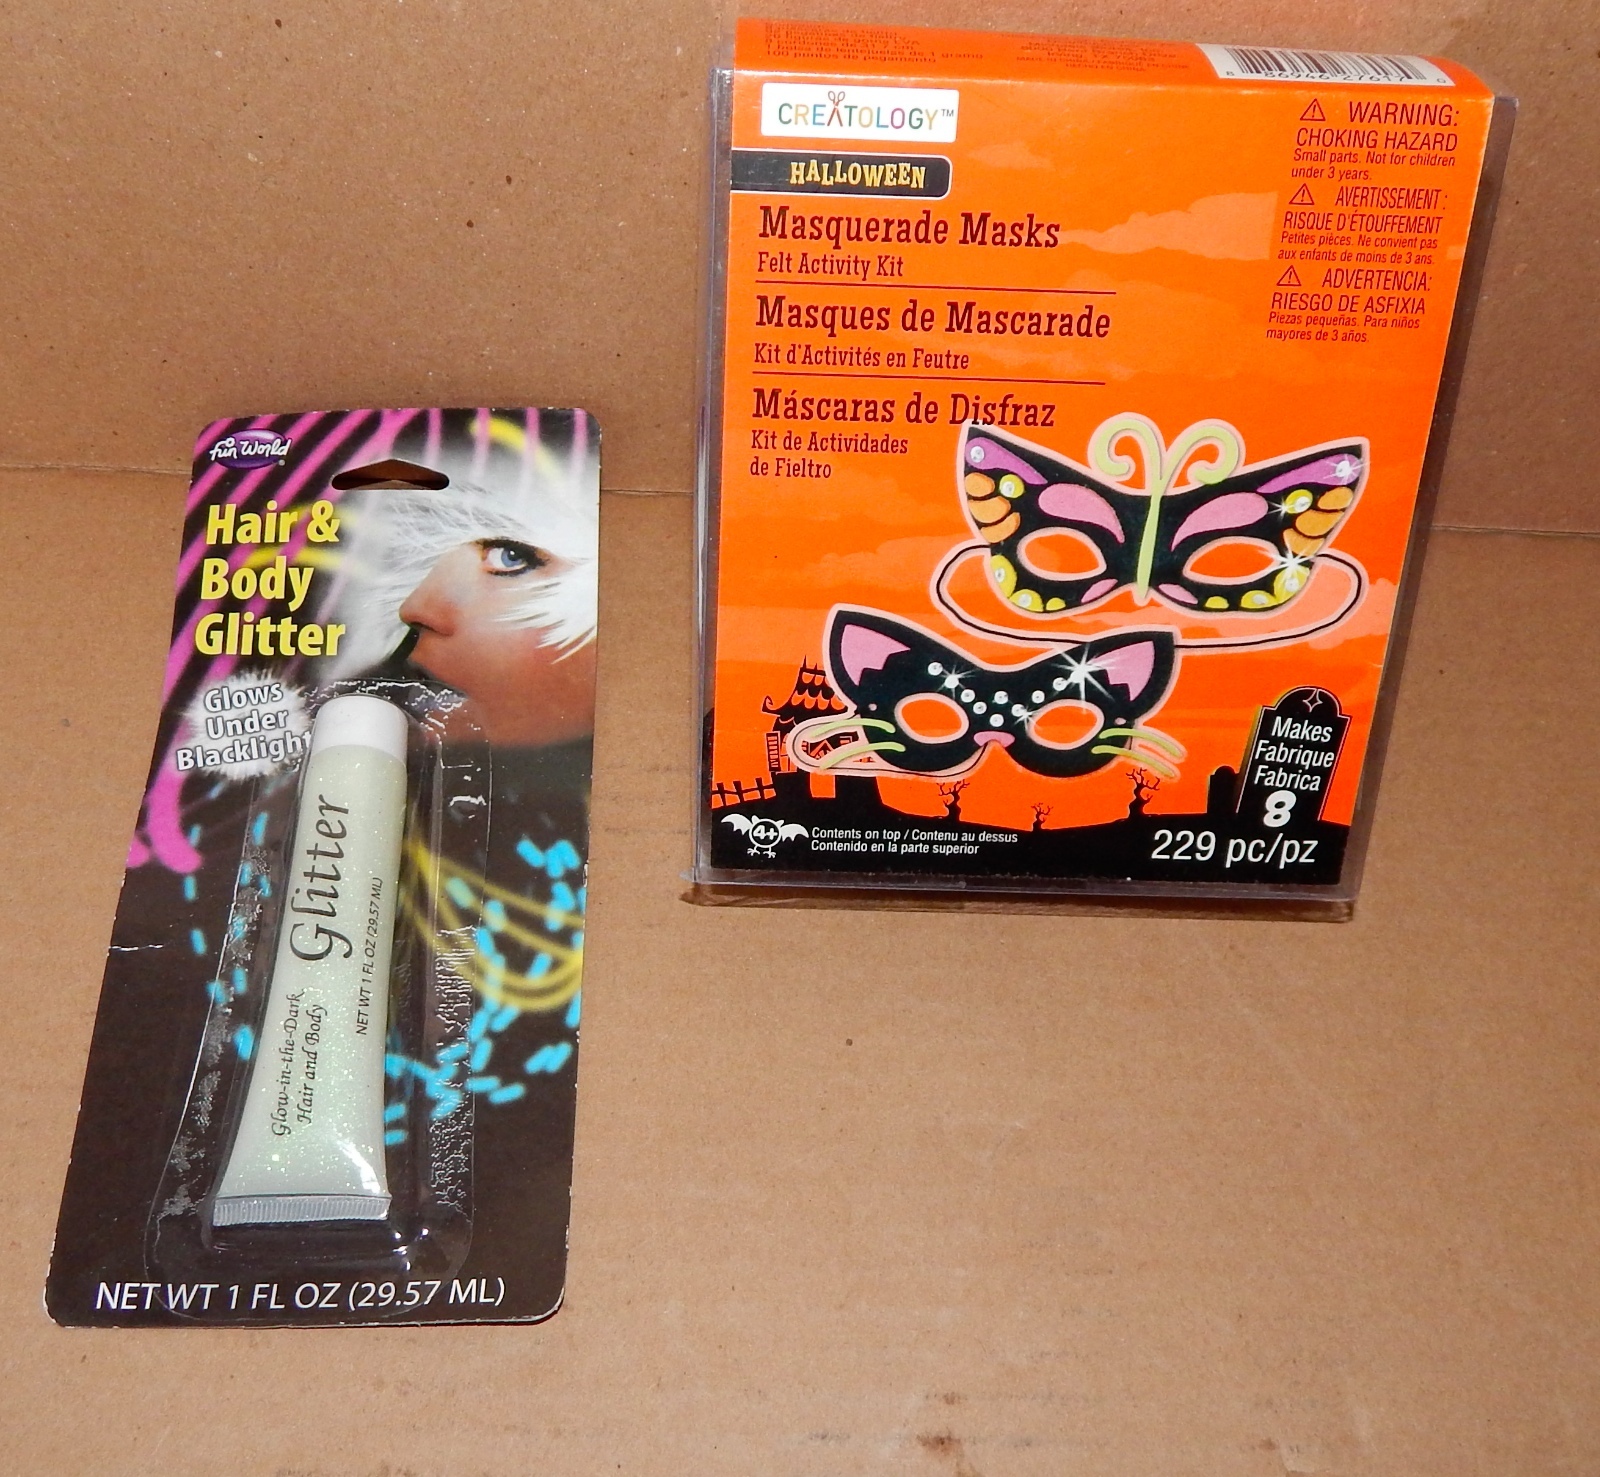 fun World
Hair &
Body
Glitter
Glows
Under
Blacklight
Glitter
NET WT 1 FL OZ (29.57 ML)
Glow-in-the-Dark
Hair and Body
NET WT 1 FL OZ (29.57 ML)
8 86946 27617 0
CREATOLOGY™
HALLOWEEN
Masquerade Masks
Felt Activity Kit
Masques de Mascarade
Kit d'Activités en Feutre
Máscaras de Disfraz
Kit de Actividades
de Fieltro
WARNING:
CHOKING HAZARD
Small parts. Not for children
under 3 years.
AVERTISSEMENT:
RISQUE D'ÉTOUFFEMENT
Petites pièces. Ne convient pas
aux enfants de moins de 3 ans.
ADVERTENCIA:
RIESGO DE ASFIXIA
Piezas pequeñas. Para niños
mayores de 3 años.
Makes
Fabrique
Fabrica
8
229 pc/pz
4+
Contents on top / Contenu au dessus
Contenido en la parte superior